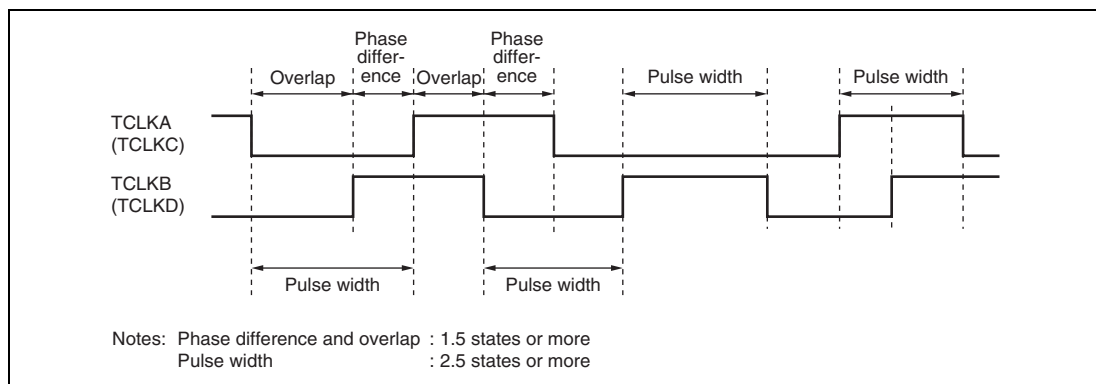 Phase
differ-
ence
Phase
differ-
ence
Overlap
Overlap
Pulse width
Pulse width
TCLKA
(TCLKC)
TCLKB
(TCLKD)
Pulse width
Pulse width
Notes: Phase difference and overlap : 1.5 states or more
Pulse width : 2.5 states or more